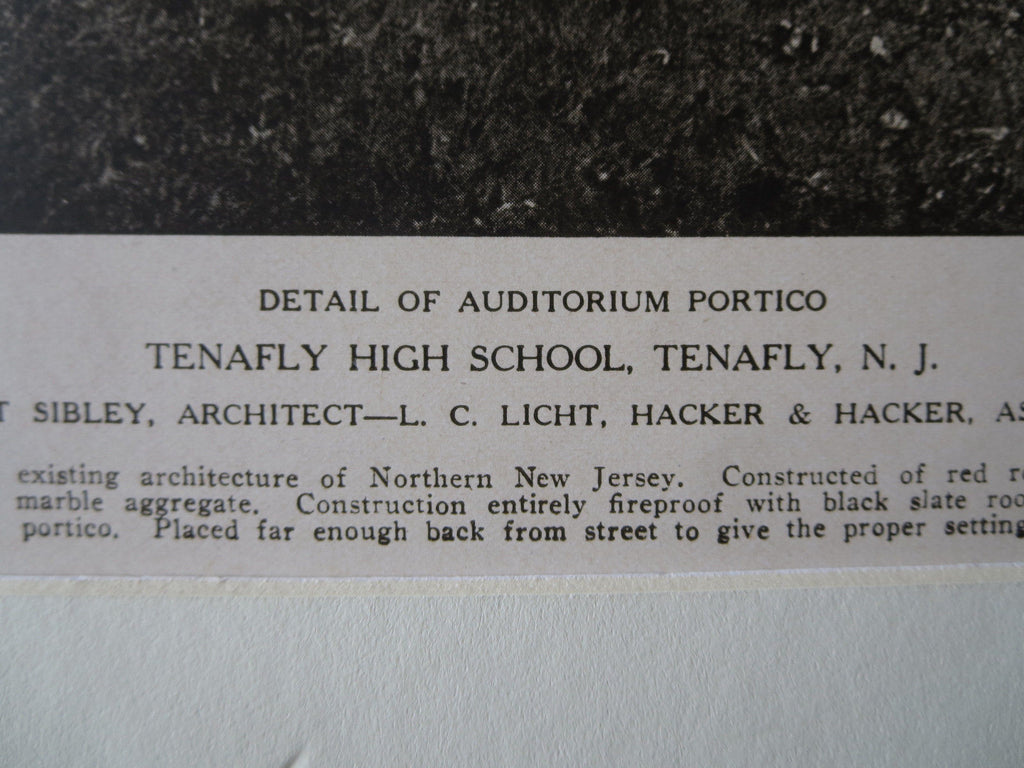 DETAIL OF AUDITORIUM PORTICO
TENAFLY HIGH SCHOOL, TENAFLY, N. J.
T SIBLEY, ARCHITECT—L. C. LICHT, HACKER & HACKER, AS
existing architecture of Northern New Jersey. Constructed of red
marble aggregate. Construction entirely fireproof with black slate
portico. Placed far enough back from street to give the proper setting